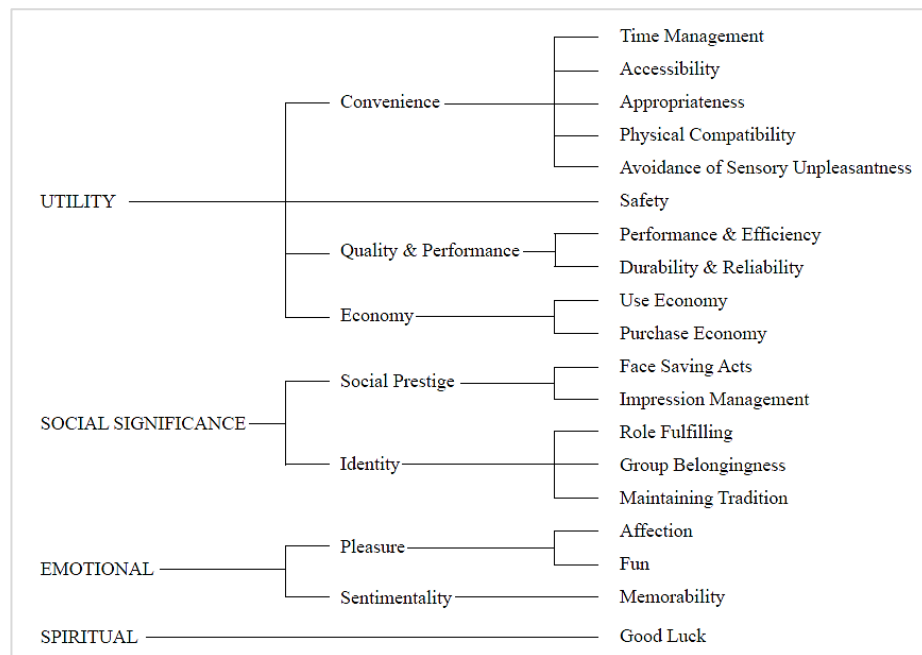 Time Management
Accessibility
Convenience
Appropriateness
Physical Compatibility
Avoidance of Sensory Unpleasantness
UTILITY
Safety
Performance & Efficiency
Quality & Performance
Durability & Reliability
Use Economy
Economy
Purchase Economy
Face Saving Acts
Social Prestige
Impression Management
SOCIAL SIGNIFICANCE
Role Fulfilling
Identity
Group Belongingness
Maintaining Tradition
Affection
Pleasure
Fun
EMOTIONAL
Sentimentality
Memorability
SPIRITUAL
Good Luck